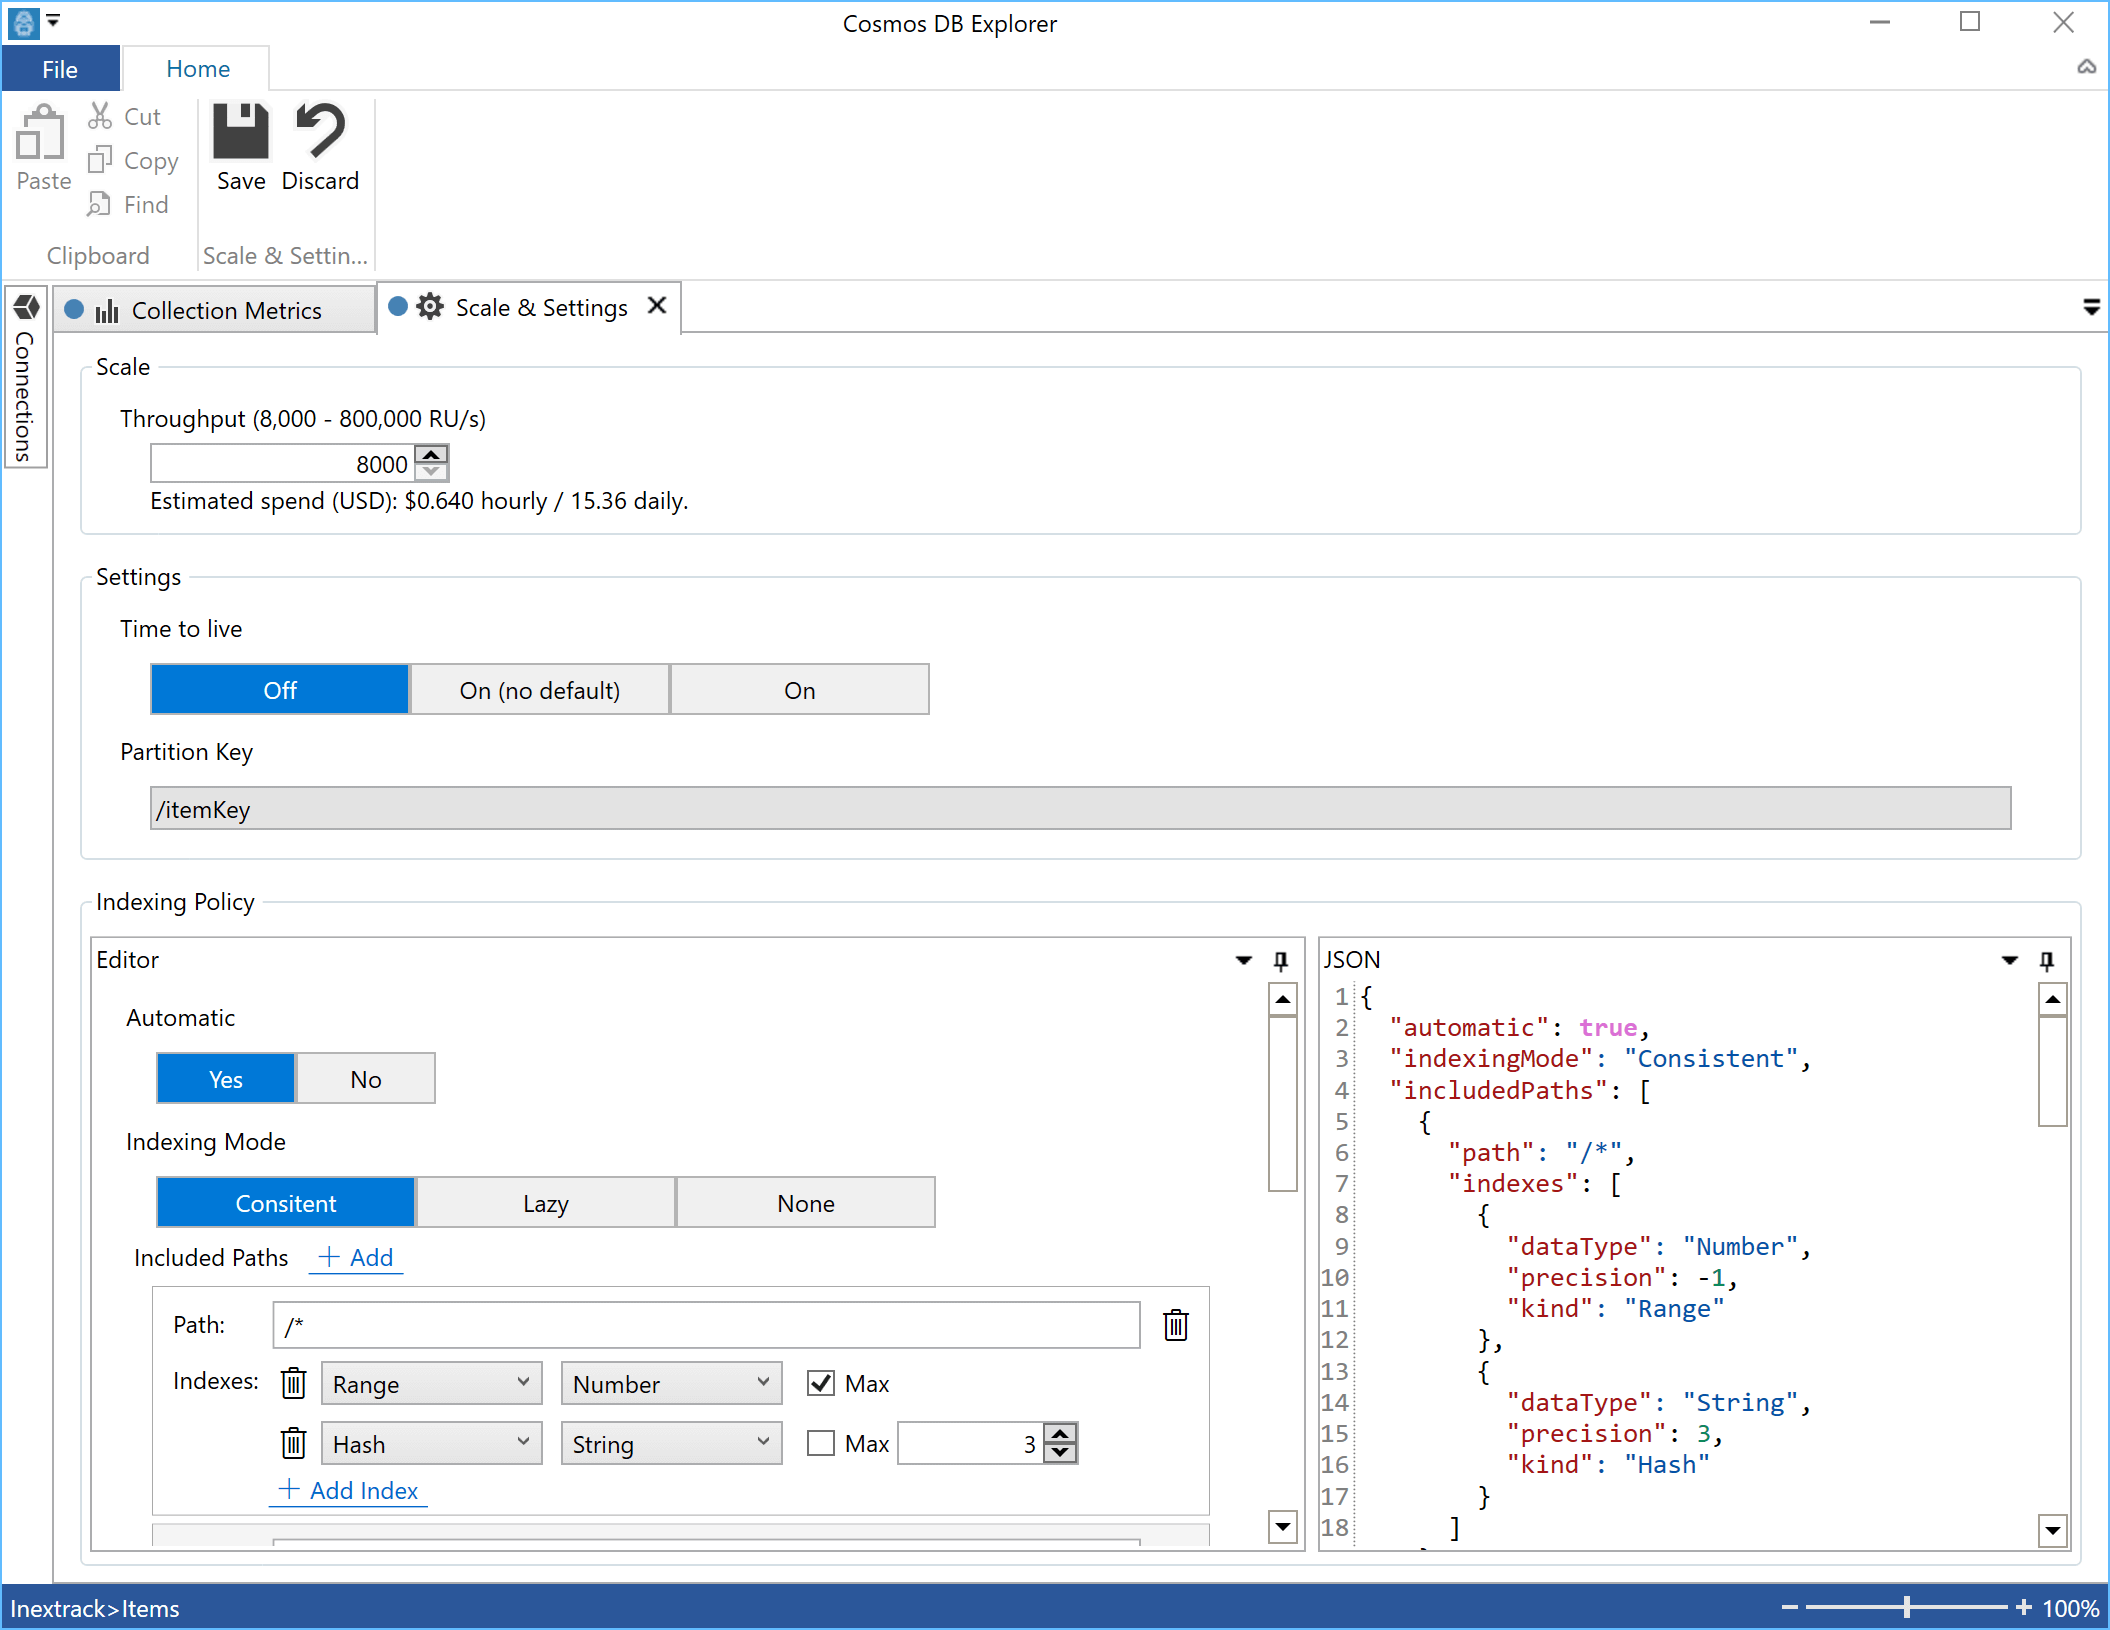 Cosmos DB Explorer
File
Home
Paste
Cut
Copy
Find
Clipboard
Save
Discard
Scale & Settin...
Connections
Collection Metrics
Scale & Settings
Scale
Throughput (8,000 - 800,000 RU/s)
8000
Estimated spend (USD): $0.640 hourly / 15.36 daily.
Settings
Time to live
Off
On (no default)
On
Partition Key
/itemKey
Indexing Policy
Editor
Automatic
Yes
No
Indexing Mode
Consitent
Lazy
None
Included Paths
+ Add
Path:
/*
Indexes:
Range
Number
Max
Hash
String
Max
3
+ Add Index
JSON
1 {
2 "automatic": true,
3 "indexingMode": "Consistent",
4 "includedPaths": [
5 {
6 "path": "/*",
7 "indexes": [
8 {
9 "dataType": "Number",
10 "precision": -1,
11 "kind": "Range"
12 },
13 {
14 "dataType": "String",
15 "precision": 3,
16 "kind": "Hash"
17 }
18 ]
Inextrack>Items
100%